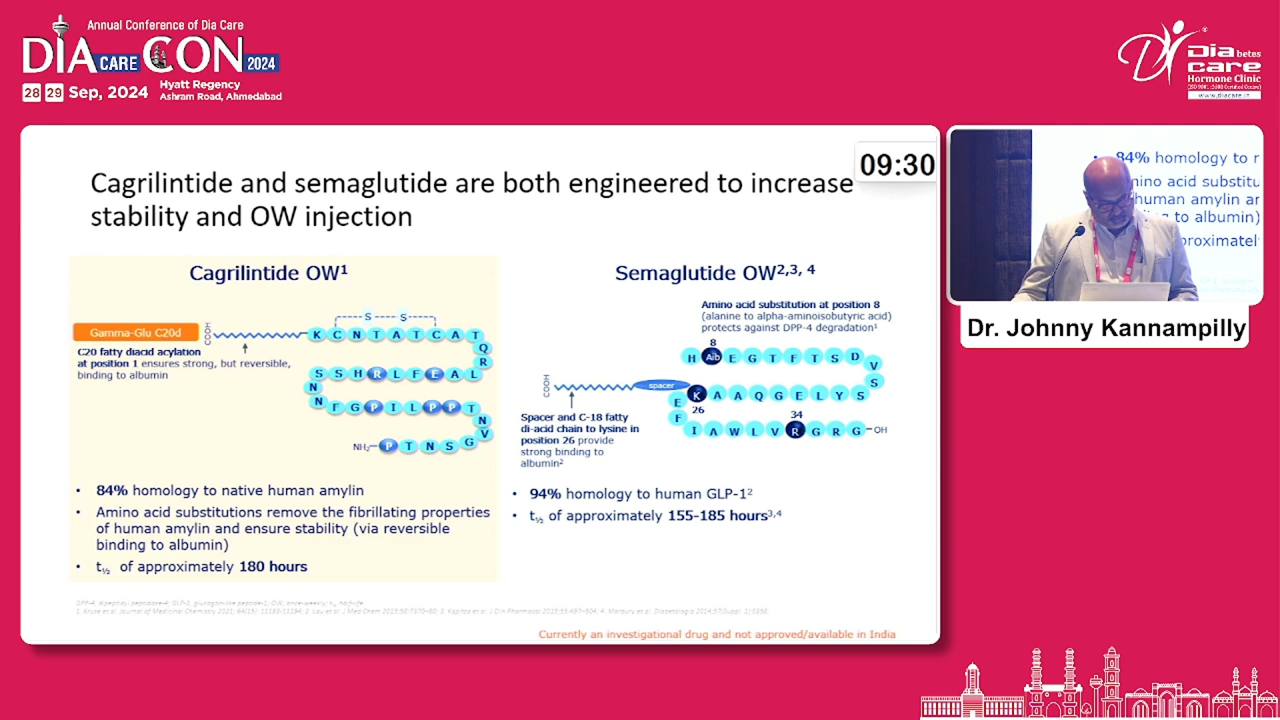 Annual Conference of Dia Care
DIA CARE CON 2024
28 29 Sep, 2024
Hyatt Regency
Ashram Road, Ahmedabad
Diabetes
care
Hormone Clinic
www.diacare.in
09:30
Cagrilintide and semaglutide are both engineered to increase
stability and OW injection
Cagrilintide OW1
Gamma-Glu C20d
COOH
S S
K C N T A T C A T
Q
R
S S H R L F E A L
N
N F G P I L P P T
N
V
NH2 P T N S G
C20 fatty diacid acylation
at position 1 ensures strong, but reversible,
binding to albumin
• 84% homology to native human amylin
• Amino acid substitutions remove the fibrillating properties
of human amylin and ensure stability (via reversible
binding to albumin)
• t½ of approximately 180 hours
Semaglutide OW2,3, 4
Amino acid substitution at position 8
(alanine to alpha-aminoisobutyric acid)
protects against DPP-4 degradation1
8
H Aib E G T F T S D
V
S
COOH
spacer
K A A Q G E L Y S
E
26
F
34
I A W L V R G R G OH
Spacer and C-18 fatty
di-acid chain to lysine in
position 26 provide
strong binding to
albumin2
• 94% homology to human GLP-12
• t½ of approximately 155-185 hours3,4
Currently an investigational drug and not approved/available in India
• 84% homology to r
mino acid substitu
human amylin ar
to albumin)
proximatel
Dr. Johnny Kannampilly